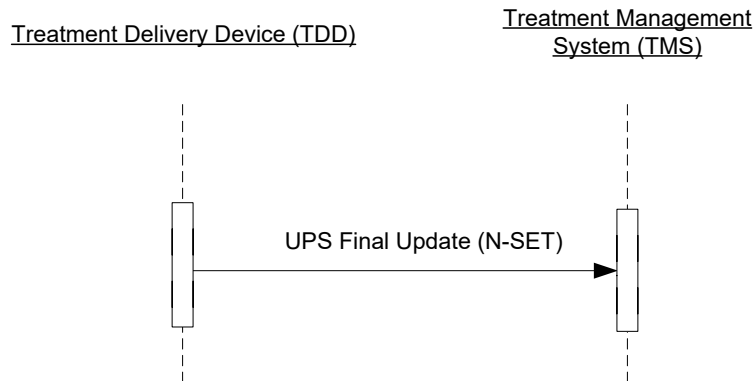 Treatment Delivery Device (TDD)
Treatment Management
System (TMS)
UPS Final Update (N-SET)